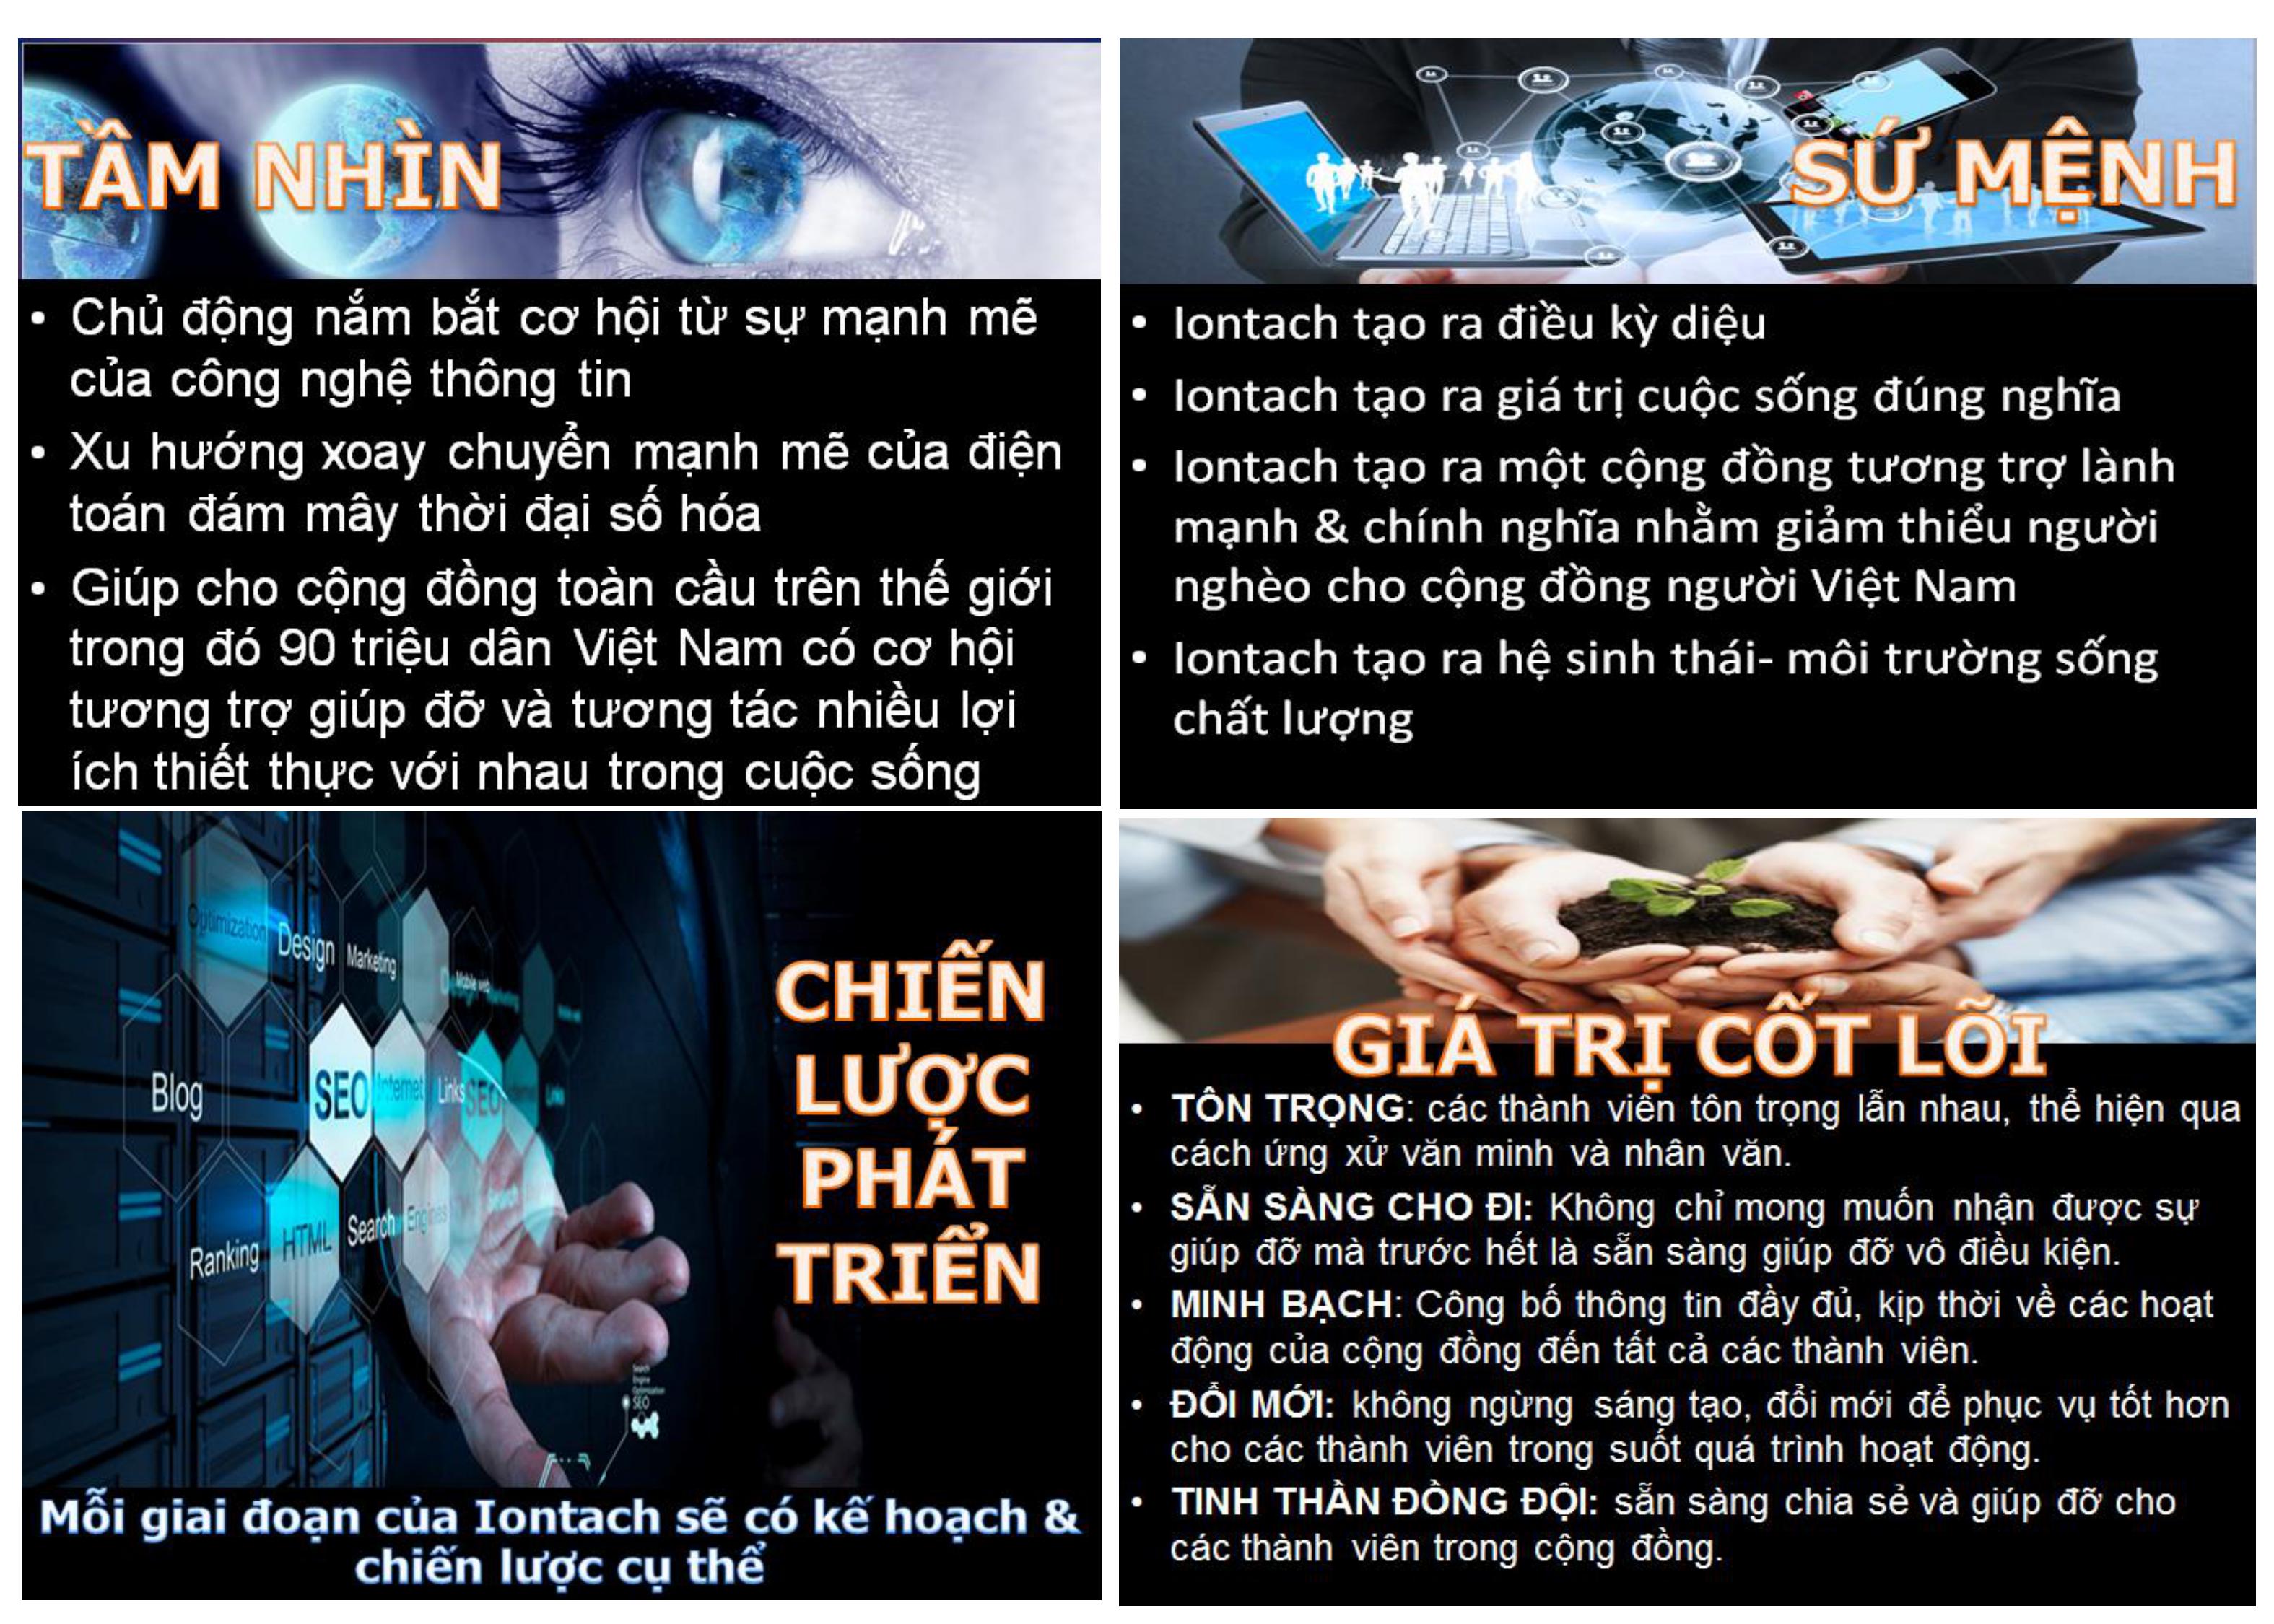 TẦM NHÌN
• Chủ động nắm bắt cơ hội từ sự mạnh mẽ
của công nghệ thông tin
• Xu hướng xoay chuyển mạnh mẽ của điện
toán đám mây thời đại số hóa
• Giúp cho cộng đồng toàn cầu trên thế giới
trong đó 90 triệu dân Việt Nam có cơ hội
tương trợ giúp đỡ và tương tác nhiều lợi
ích thiết thực với nhau trong cuộc sống
SỨ MỆNH
• Iontach tạo ra điều kỳ diệu
• Iontach tạo ra giá trị cuộc sống đúng nghĩa
• Iontach tạo ra một cộng đồng tương trợ lành
mạnh & chính nghĩa nhằm giảm thiểu người
nghèo cho cộng đồng người Việt Nam
• Iontach tạo ra hệ sinh thái- môi trường sống
chất lượng
Optimization
Design
Marketing
Mobile web
Blog
SEO
Internet
Links
SEO
Links
Ranking
HTML
Search
Engines
Search
Engine
Optimization
SEO
CHIẾN
LƯỢC
PHÁT
TRIỂN
Mỗi giai đoạn của Iontach sẽ có kế hoạch &
chiến lược cụ thể
GIÁ TRỊ CỐT LÕI
• TÔN TRỌNG: các thành viên tôn trọng lẫn nhau, thể hiện qua
cách ứng xử văn minh và nhân văn.
• SẴN SÀNG CHO ĐI: Không chỉ mong muốn nhận được sự
giúp đỡ mà trước hết là sẵn sàng giúp đỡ vô điều kiện.
• MINH BẠCH: Công bố thông tin đầy đủ, kịp thời về các hoạt
động của cộng đồng đến tất cả các thành viên.
• ĐỔI MỚI: không ngừng sáng tạo, đổi mới để phục vụ tốt hơn
cho các thành viên trong suốt quá trình hoạt động.
• TINH THẦN ĐỒNG ĐỘI: sẵn sàng chia sẻ và giúp đỡ cho
các thành viên trong cộng đồng.